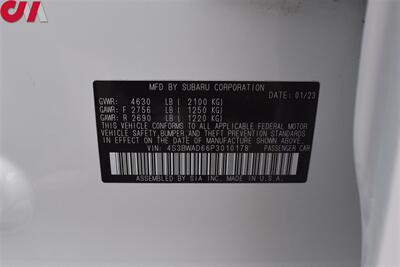 CIA
MFD BY SUBARU CORPORATION
DATE: 01/23
GVWR: 4630 LB ( 2100 KG)
GAWR: F 2756 LB ( 1250 KG)
GAWR: R 2690 LB ( 1220 KG)
THIS VEHICLE CONFORMS TO ALL APPLICABLE FEDERAL MOTOR
VEHICLE SAFETY, BUMPER, AND THEFT PREVENTION STANDARDS
IN EFFECT ON THE DATE OF MANUFACTURE SHOWN ABOVE.
VIN: 4S3BWAD66P3010178 PASSENGER CAR
ASSEMBLED BY SIA INC. MADE IN U.S.A.